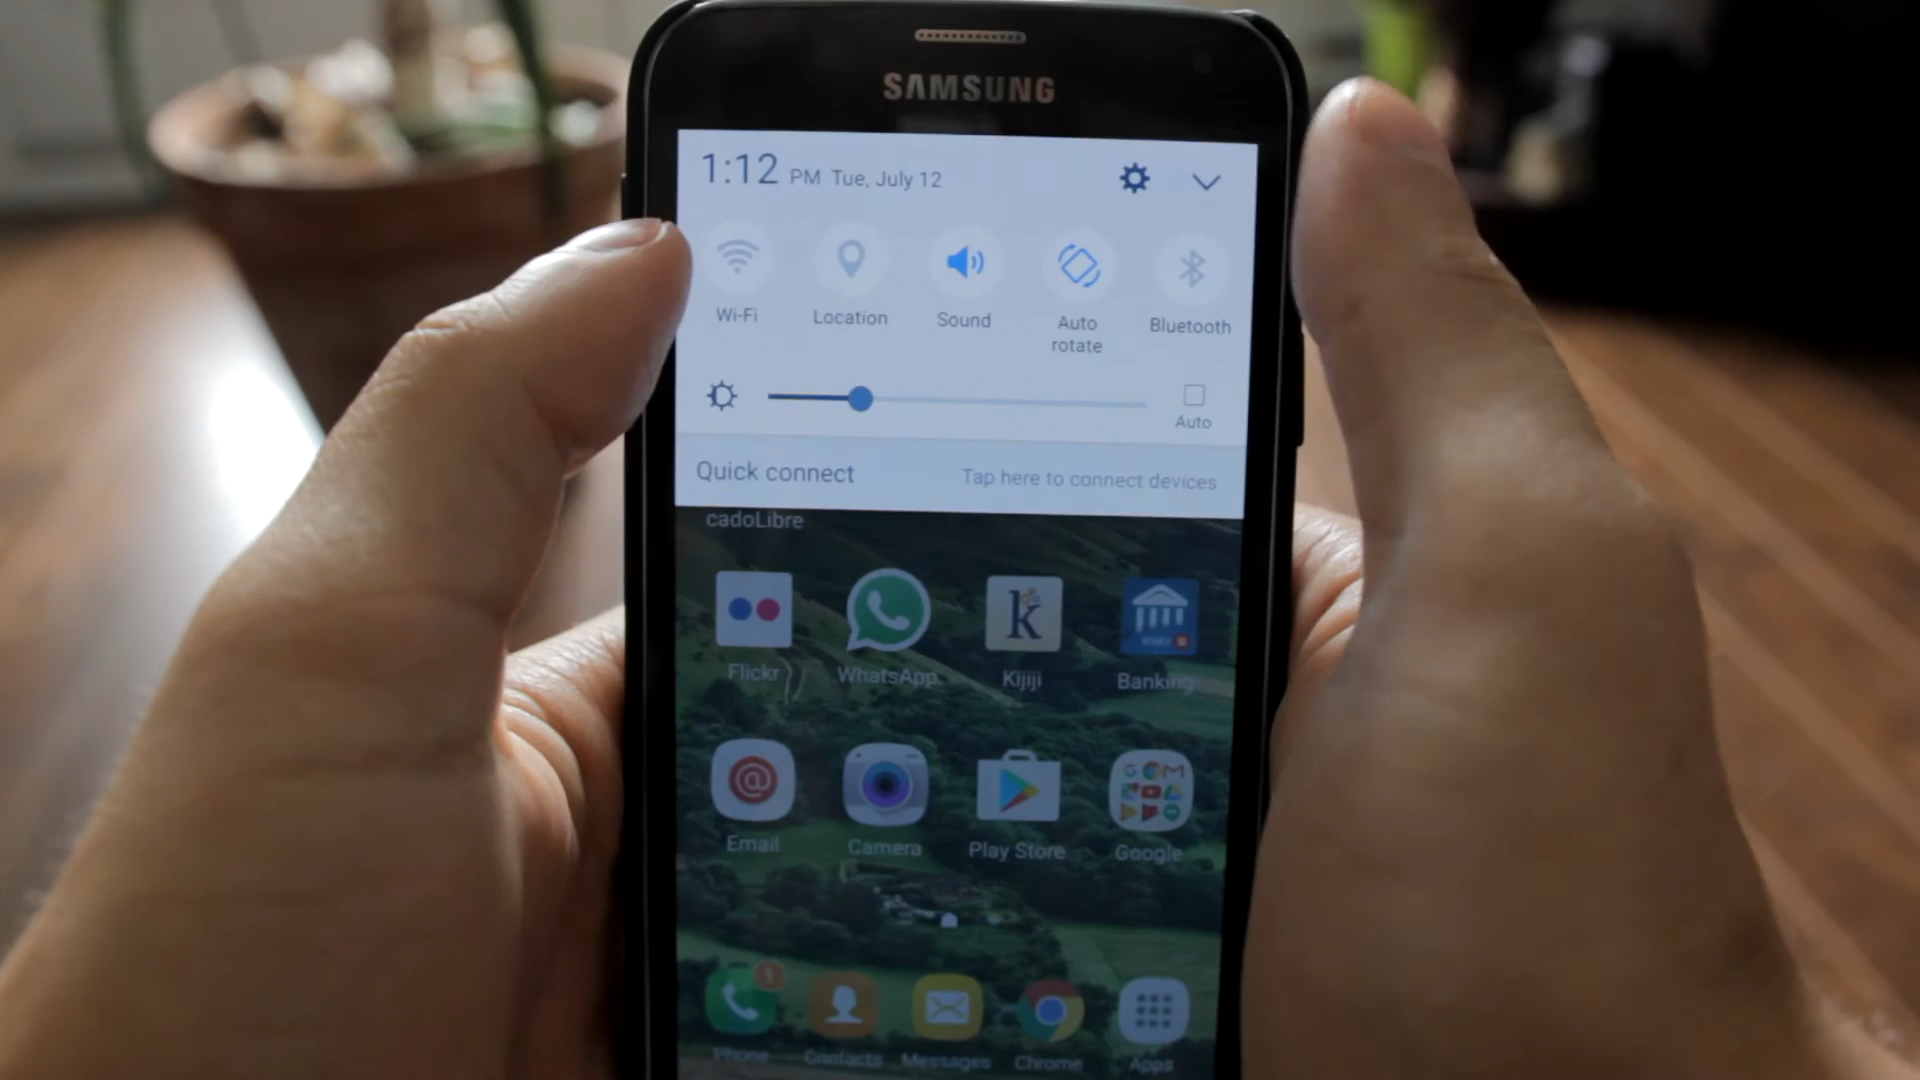 SAMSUNG
1:12 PM Tue, July 12
Wi-Fi Location Sound Auto rotate Bluetooth
Auto
Quick connect Tap here to connect devices
cadoLibre
Flickr WhatsApp Kijiji Banking
Email Camera Play Store Google
1
Phone Contacts Messages Chrome Apps